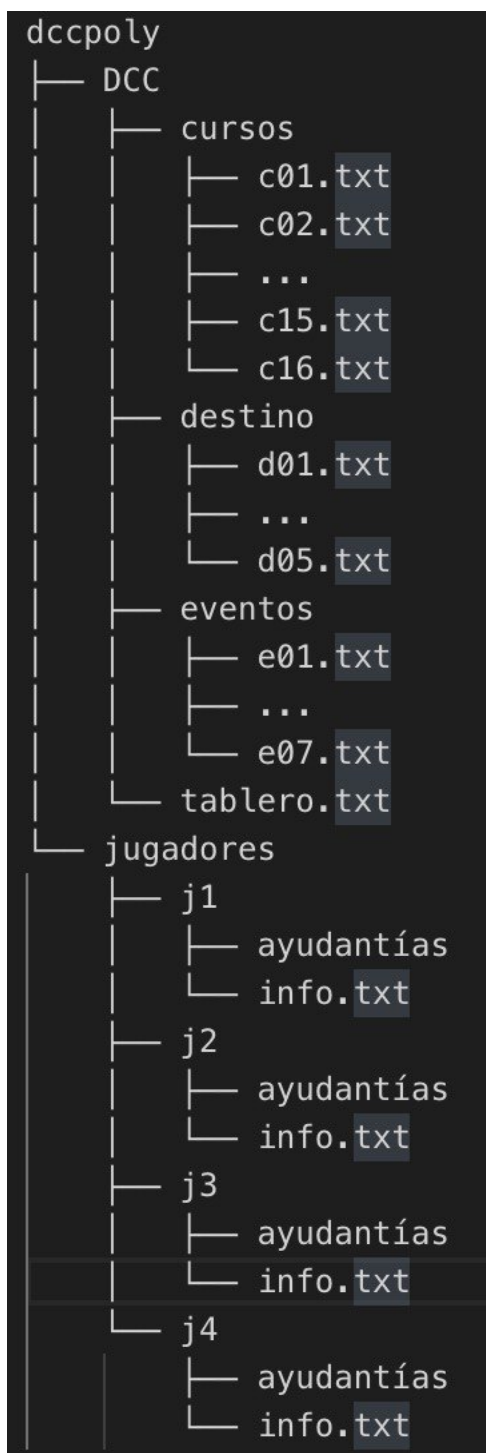 dccpoly
├── DCC
│   ├── cursos
│   │   ├── c01.txt
│   │   ├── c02.txt
│   │   ├── ...
│   │   ├── c15.txt
│   │   └── c16.txt
│   ├── destino
│   │   ├── d01.txt
│   │   ├── ...
│   │   └── d05.txt
│   ├── eventos
│   │   ├── e01.txt
│   │   ├── ...
│   │   └── e07.txt
│   └── tablero.txt
└── jugadores
    ├── j1
    │   ├── ayudantías
    │   └── info.txt
    ├── j2
    │   ├── ayudantías
    │   └── info.txt
    ├── j3
    │   ├── ayudantías
    │   └── info.txt
    └── j4
        ├── ayudantías
        └── info.txt